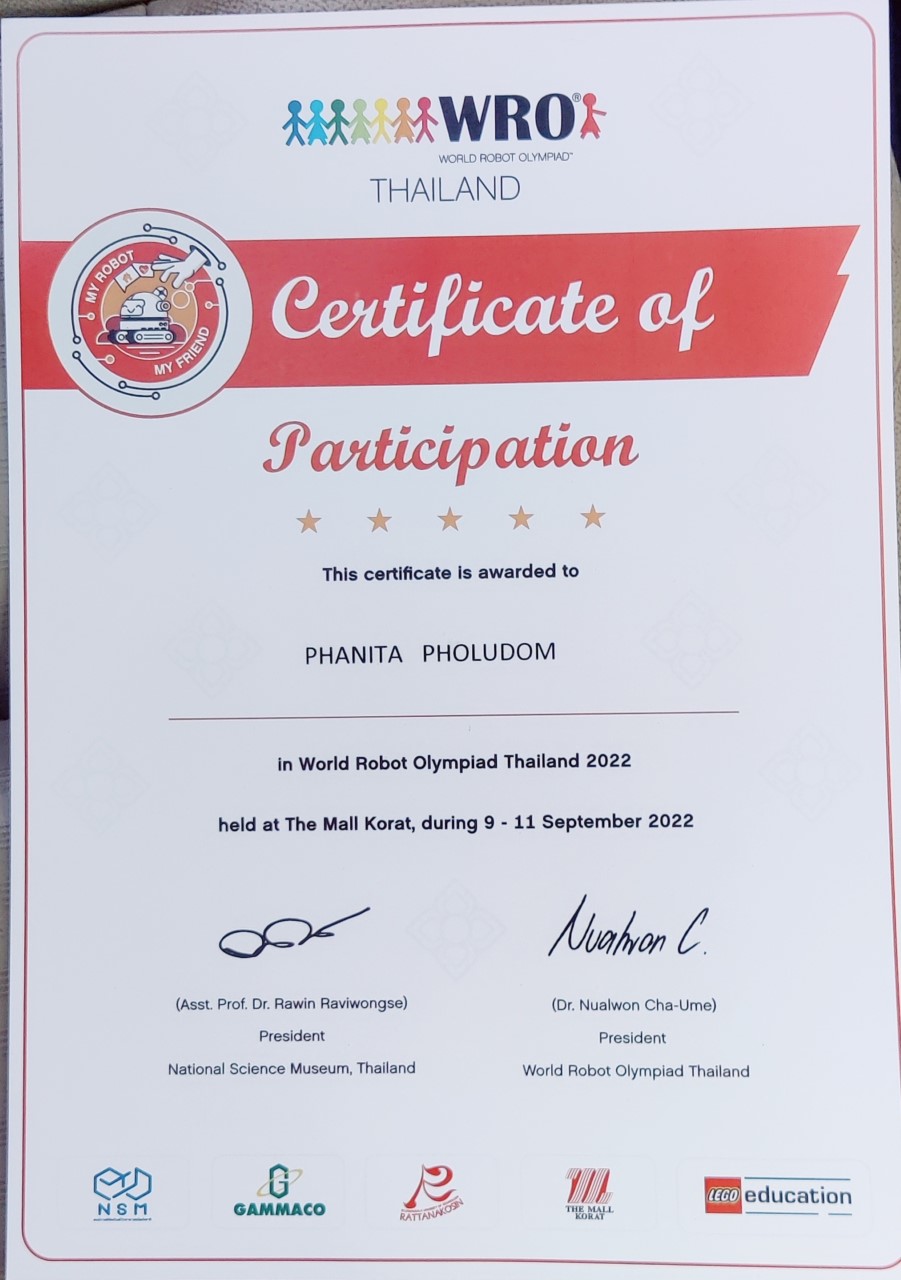 WRO®
WORLD ROBOT OLYMPIAD™
THAILAND
MY ROBOT
MY FRIEND
Certificate of
Participation
This certificate is awarded to
PHANITA PHOLUDOM
in World Robot Olympiad Thailand 2022
held at The Mall Korat, during 9 - 11 September 2022
Nualwon C.
(Asst. Prof. Dr. Rawin Raviwongse)
(Dr. Nualwon Cha-Ume)
President
President
National Science Museum, Thailand
World Robot Olympiad Thailand
NSM
GAMMACO
RATTANAKOSIN
THE MALL
KORAT
LEGO education